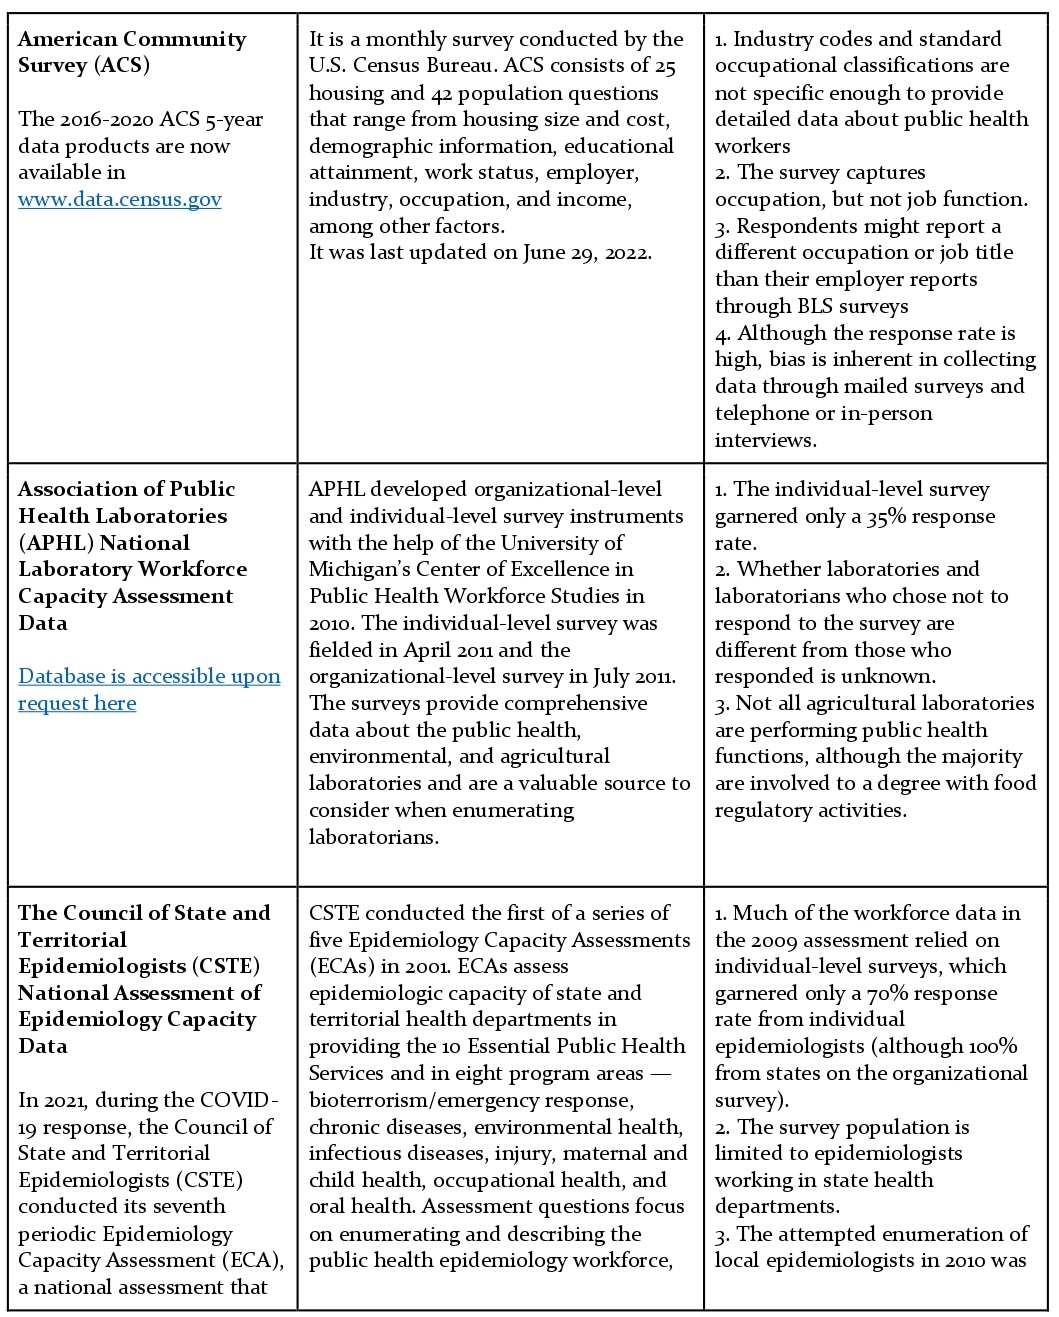 American Community
Survey (ACS)
The 2016-2020 ACS 5-year
data products are now
available in
www.data.census.gov
It is a monthly survey conducted by the
U.S. Census Bureau. ACS consists of 25
housing and 42 population questions
that range from housing size and cost,
demographic information, educational
attainment, work status, employer,
industry, occupation, and income,
among other factors.
It was last updated on June 29, 2022.
1. Industry codes and standard
occupational classifications are
not specific enough to provide
detailed data about public health
workers
2. The survey captures
occupation, but not job function.
3. Respondents might report a
different occupation or job title
than their employer reports
through BLS surveys
4. Although the response rate is
high, bias is inherent in collecting
data through mailed surveys and
telephone or in-person
interviews.
Association of Public
Health Laboratories
(APHL) National
Laboratory Workforce
Capacity Assessment
Data
Database is accessible upon
request here
APHL developed organizational-level
and individual-level survey instruments
with the help of the University of
Michigan's Center of Excellence in
Public Health Workforce Studies in
2010. The individual-level survey was
fielded in April 2011 and the
organizational-level survey in July 2011.
The surveys provide comprehensive
data about the public health,
environmental, and agricultural
laboratories and are a valuable source to
consider when enumerating
laboratorians.
1. The individual-level survey
garnered only a 35% response
rate.
2. Whether laboratories and
laboratorians who chose not to
respond to the survey are
different from those who
responded is unknown.
3. Not all agricultural laboratories
are performing public health
functions, although the majority
are involved to a degree with food
regulatory activities.
The Council of State and
Territorial
Epidemiologists (CSTE)
National Assessment of
Epidemiology Capacity
Data
In 2021, during the COVID-
19 response, the Council of
State and Territorial
Epidemiologists (CSTE)
conducted its seventh
periodic Epidemiology
Capacity Assessment (ECA),
a national assessment that
CSTE conducted the first of a series of
five Epidemiology Capacity Assessments
(ECAs) in 2001. ECAs assess
epidemiologic capacity of state and
territorial health departments in
providing the 10 Essential Public Health
Services and in eight program areas —
bioterrorism/emergency response,
chronic diseases, environmental health,
infectious diseases, injury, maternal and
child health, occupational health, and
oral health. Assessment questions focus
on enumerating and describing the
public health epidemiology workforce,
1. Much of the workforce data in
the 2009 assessment relied on
individual-level surveys, which
garnered only a 70% response
rate from individual
epidemiologists (although 100%
from states on the organizational
survey).
2. The survey population is
limited to epidemiologists
working in state health
departments.
3. The attempted enumeration of
local epidemiologists in 2010 was